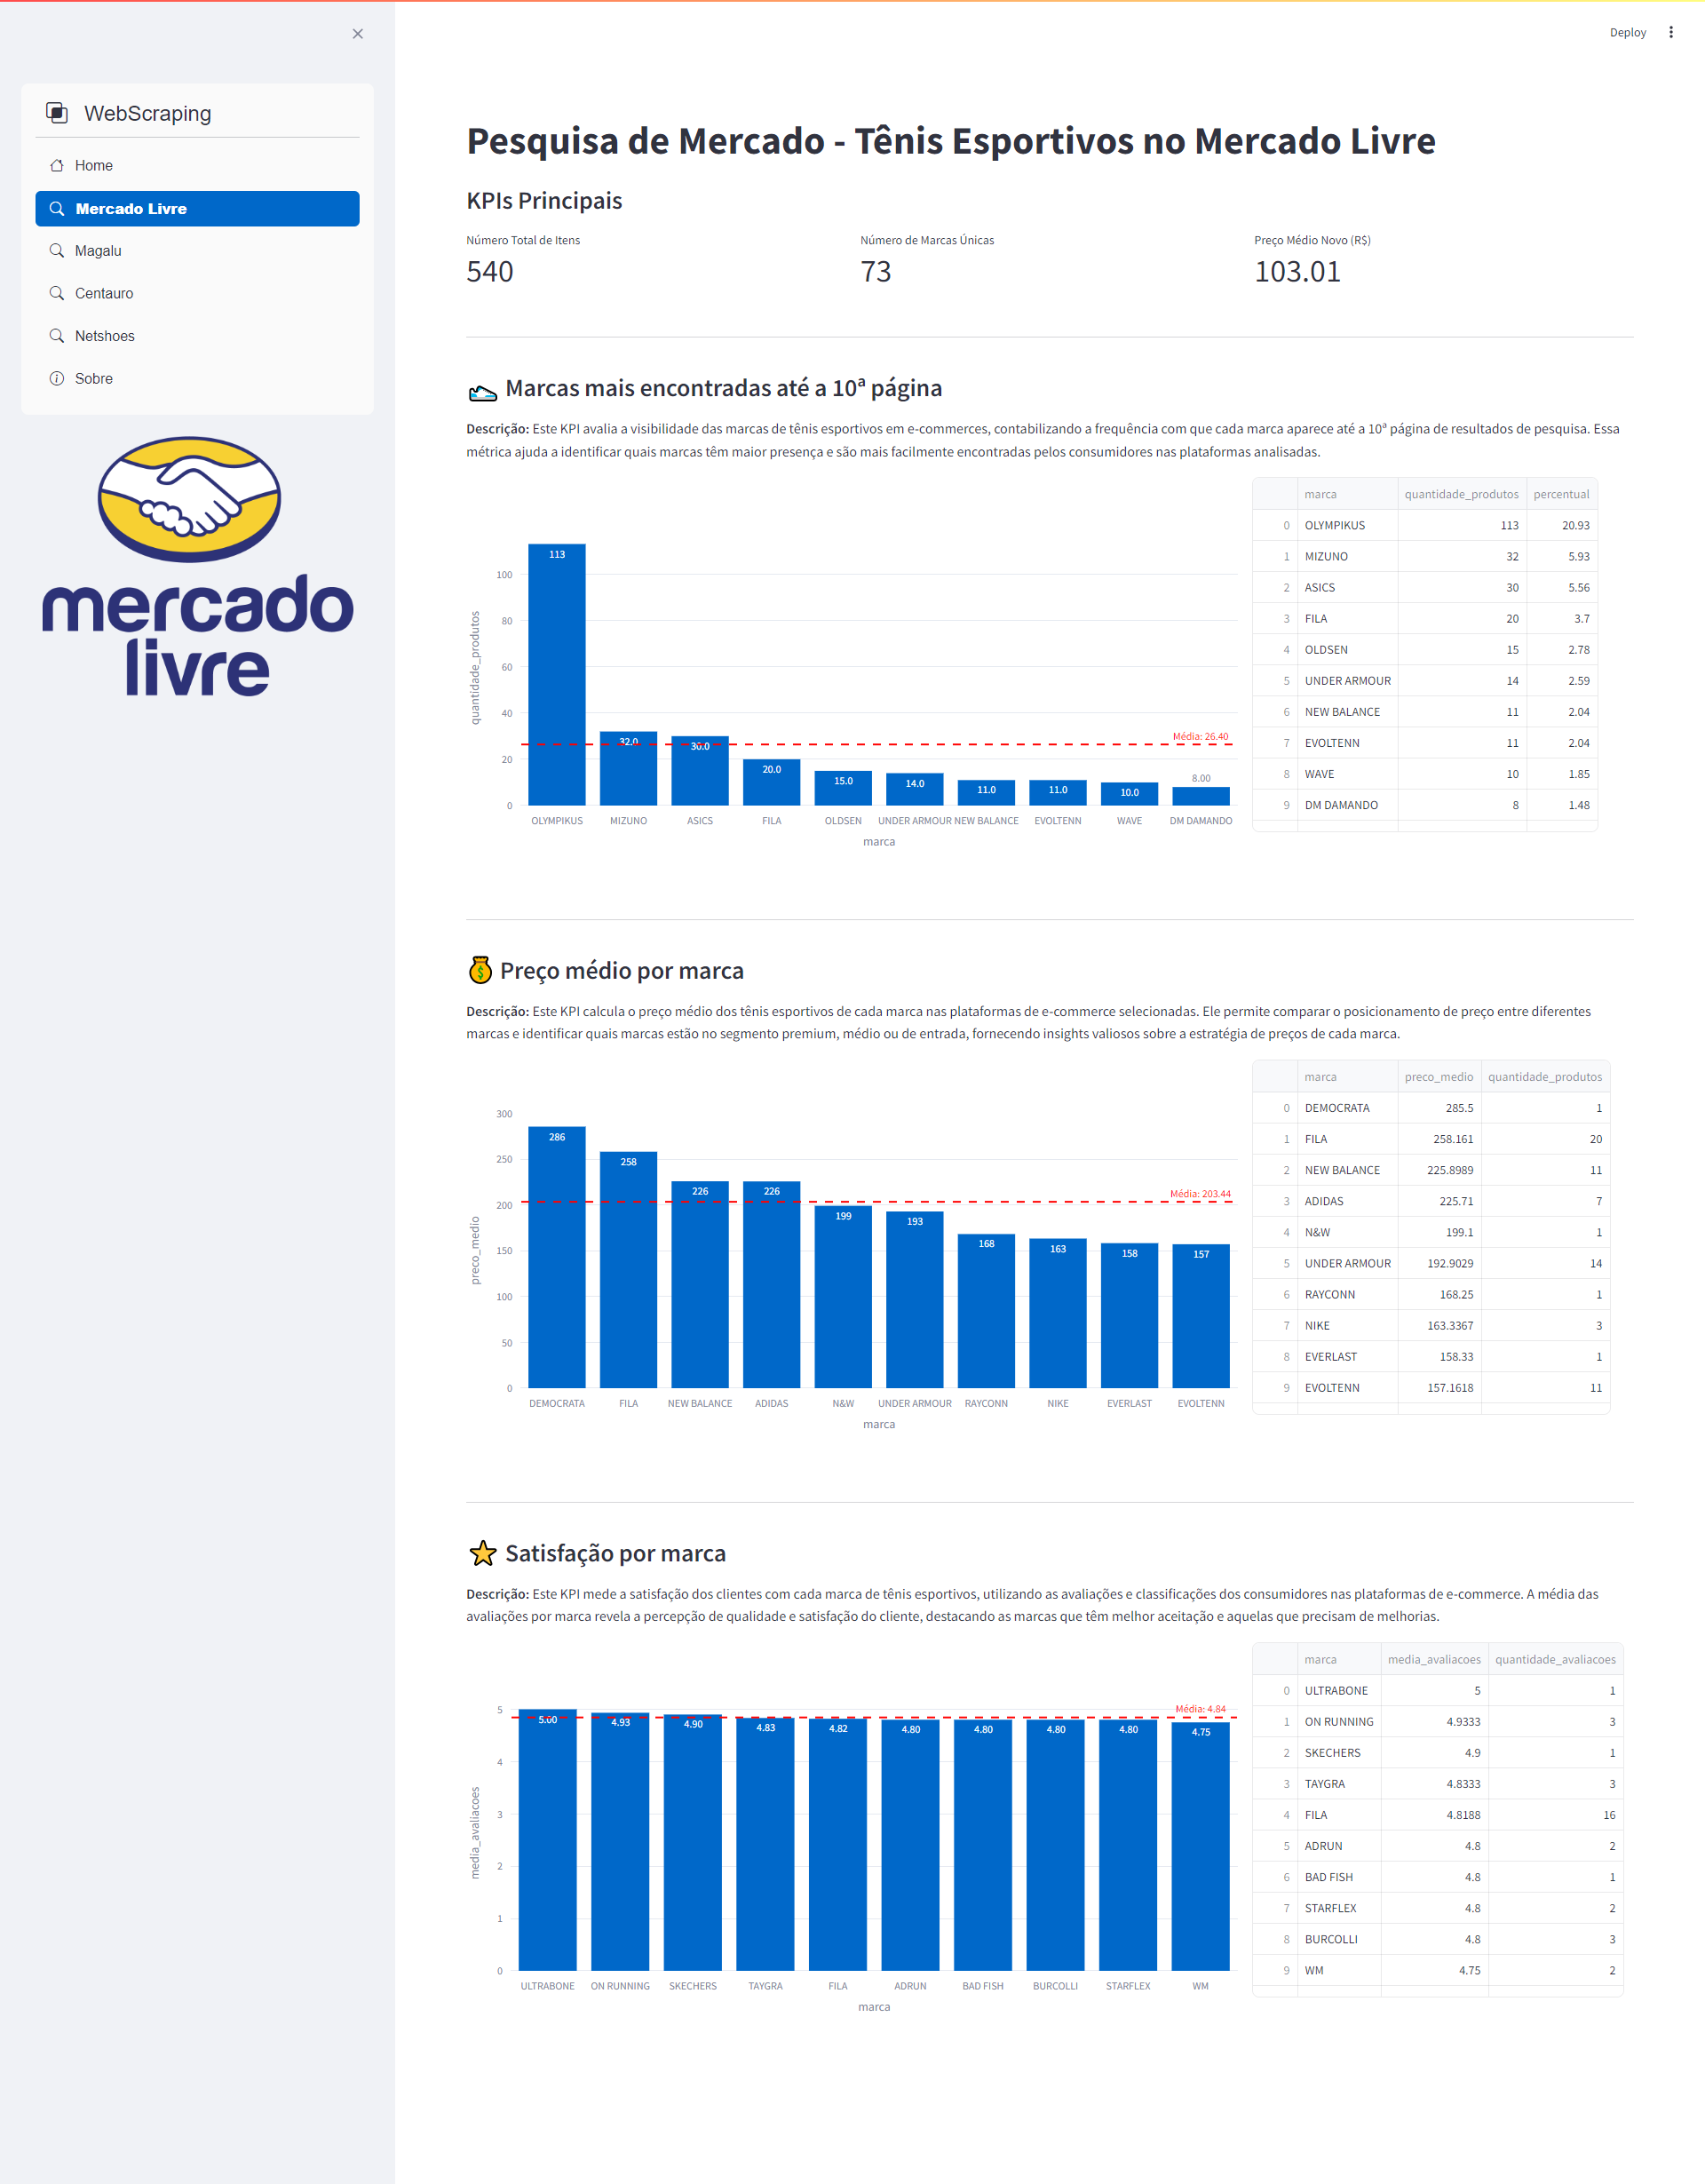 Deploy
WebScraping
Home
Mercado Livre
Magalu
Centauro
Netshoes
Sobre
mercado
livre
Pesquisa de Mercado - Tênis Esportivos no Mercado Livre
KPIs Principais
Número Total de Itens Número de Marcas Únicas Preço Médio Novo (R$)
540 73 103.01
Marcas mais encontradas até a 10ª página
Descrição: Este KPI avalia a visibilidade das marcas de tênis esportivos em e-commerces, contabilizando a frequência com que cada marca aparece até a 10ª página de resultados de pesquisa. Essa
métrica ajuda a identificar quais marcas têm maior presença e são mais facilmente encontradas pelos consumidores nas plataformas analisadas.
quantidade_produtos
100
80
60
40
20
0
113 32.0 30.0 20.0 15.0 14.0 11.0 11.0 10.0 8.00
Média: 26.40
OLYMPIKUS MIZUNO ASICS FILA OLDSEN UNDER ARMOUR NEW BALANCE EVOLTENN WAVE DM DAMANDO
marca
marca quantidade_produtos percentual
0 OLYMPIKUS 113 20.93
1 MIZUNO 32 5.93
2 ASICS 30 5.56
3 FILA 20 3.7
4 OLDSEN 15 2.78
5 UNDER ARMOUR 14 2.59
6 NEW BALANCE 11 2.04
7 EVOLTENN 11 2.04
8 WAVE 10 1.85
9 DM DAMANDO 8 1.48
Preço médio por marca
Descrição: Este KPI calcula o preço médio dos tênis esportivos de cada marca nas plataformas de e-commerce selecionadas. Ele permite comparar o posicionamento de preço entre diferentes
marcas e identificar quais marcas estão no segmento premium, médio ou de entrada, fornecendo insights valiosos sobre a estratégia de preços de cada marca.
preco_medio
300
250
200
150
100
50
0
286 258 226 226 199 193 168 163 158 157
Média: 203.44
DEMOCRATA FILA NEW BALANCE ADIDAS N&W UNDER ARMOUR RAYCONN NIKE EVERLAST EVOLTENN
marca
marca preco_medio quantidade_produtos
0 DEMOCRATA 285.5 1
1 FILA 258.161 20
2 NEW BALANCE 225.8989 11
3 ADIDAS 225.71 7
4 N&W 199.1 1
5 UNDER ARMOUR 192.9029 14
6 RAYCONN 168.25 1
7 NIKE 163.3367 3
8 EVERLAST 158.33 1
9 EVOLTENN 157.1618 11
Satisfação por marca
Descrição: Este KPI mede a satisfação dos clientes com cada marca de tênis esportivos, utilizando as avaliações e classificações dos consumidores nas plataformas de e-commerce. A média das
avaliações por marca revela a percepção de qualidade e satisfação do cliente, destacando as marcas que têm melhor aceitação e aquelas que precisam de melhorias.
media_avaliacoes
5
4
3
2
1
0
5.00 4.93 4.90 4.83 4.82 4.80 4.80 4.80 4.80 4.75
Média: 4.84
ULTRABONE ON RUNNING SKECHERS TAYGRA FILA ADRUN BAD FISH BURCOLLI STARFLEX WM
marca
marca media_avaliacoes quantidade_avaliacoes
0 ULTRABONE 5 1
1 ON RUNNING 4.9333 3
2 SKECHERS 4.9 1
3 TAYGRA 4.8333 3
4 FILA 4.8188 16
5 ADRUN 4.8 2
6 BAD FISH 4.8 1
7 STARFLEX 4.8 2
8 BURCOLLI 4.8 3
9 WM 4.75 2